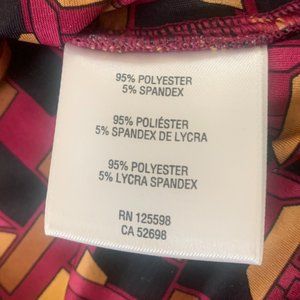 95% POLYESTER
5% SPANDEX
95% POLIÉSTER
5% SPANDEX DE LYCRA
95% POLYESTER
5% LYCRA SPANDEX
RN 125598
CA 52698